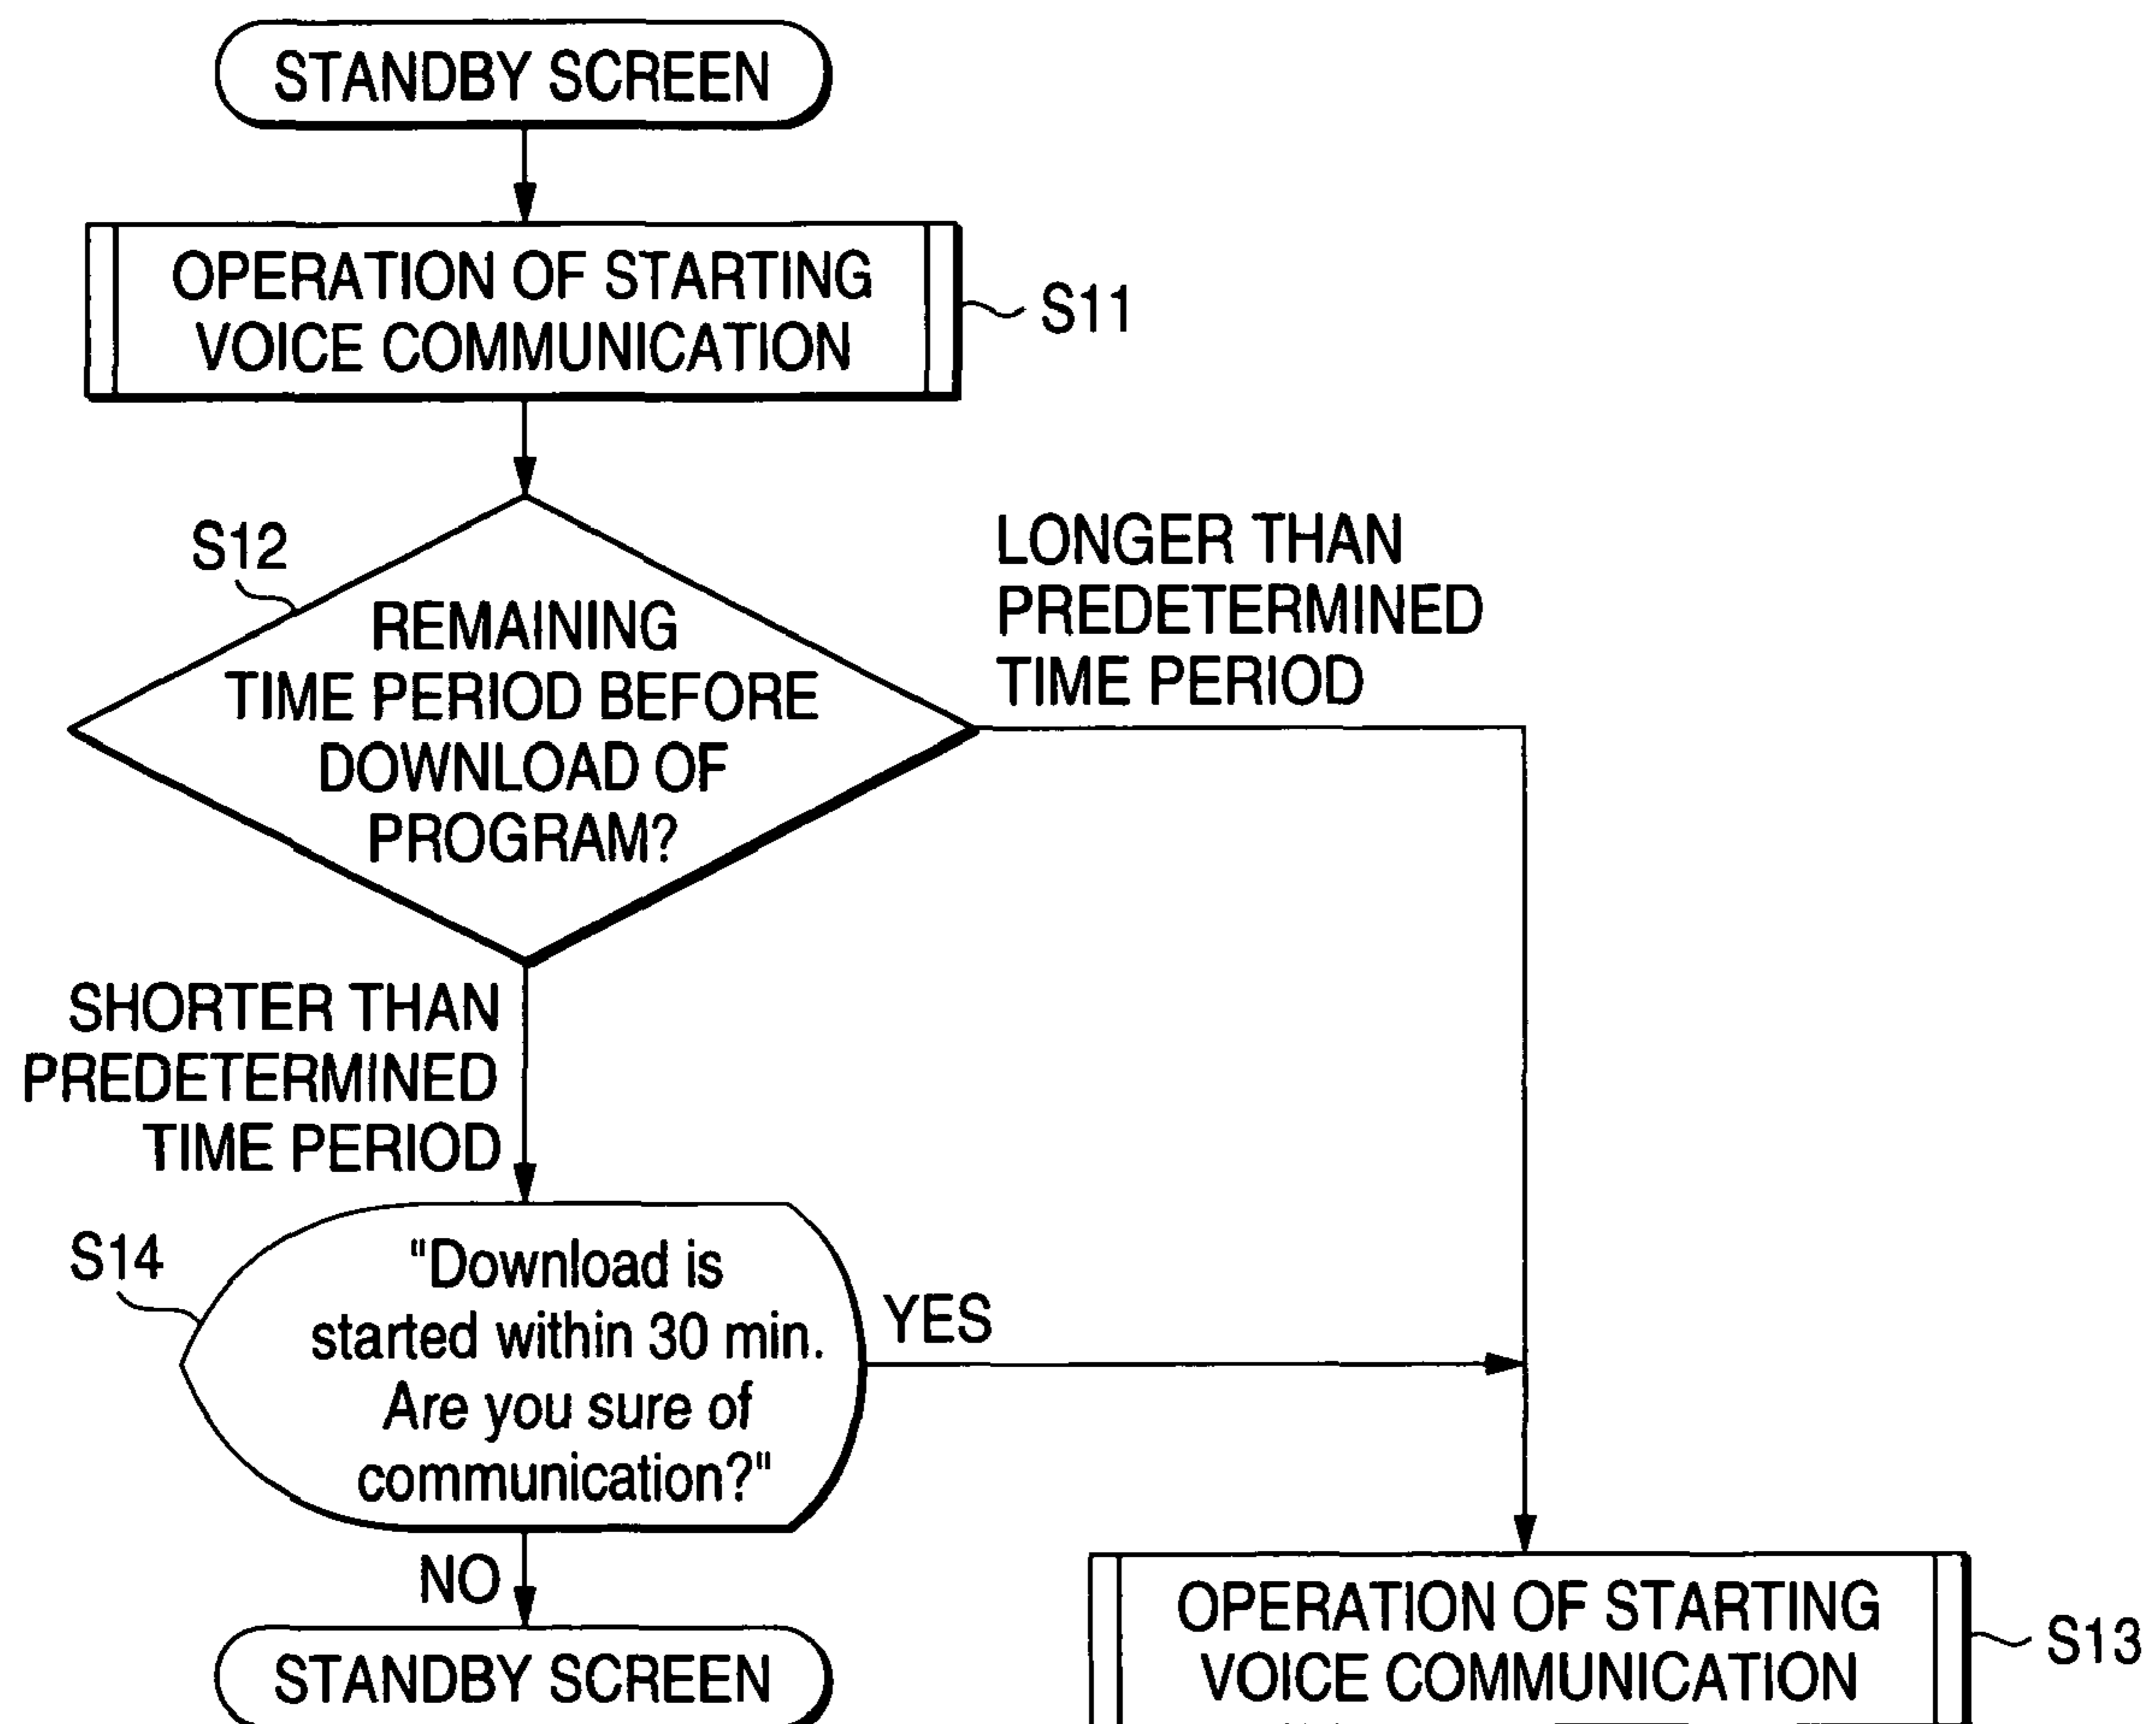 STANDBY SCREEN
OPERATION OF STARTING
VOICE COMMUNICATION
S11
S12
REMAINING
TIME PERIOD BEFORE
DOWNLOAD OF
PROGRAM?
LONGER THAN
PREDETERMINED
TIME PERIOD
SHORTER THAN
PREDETERMINED
TIME PERIOD
S14
"Download is
started within 30 min.
Are you sure of
communication?"
YES
NO
STANDBY SCREEN
OPERATION OF STARTING
VOICE COMMUNICATION
S13